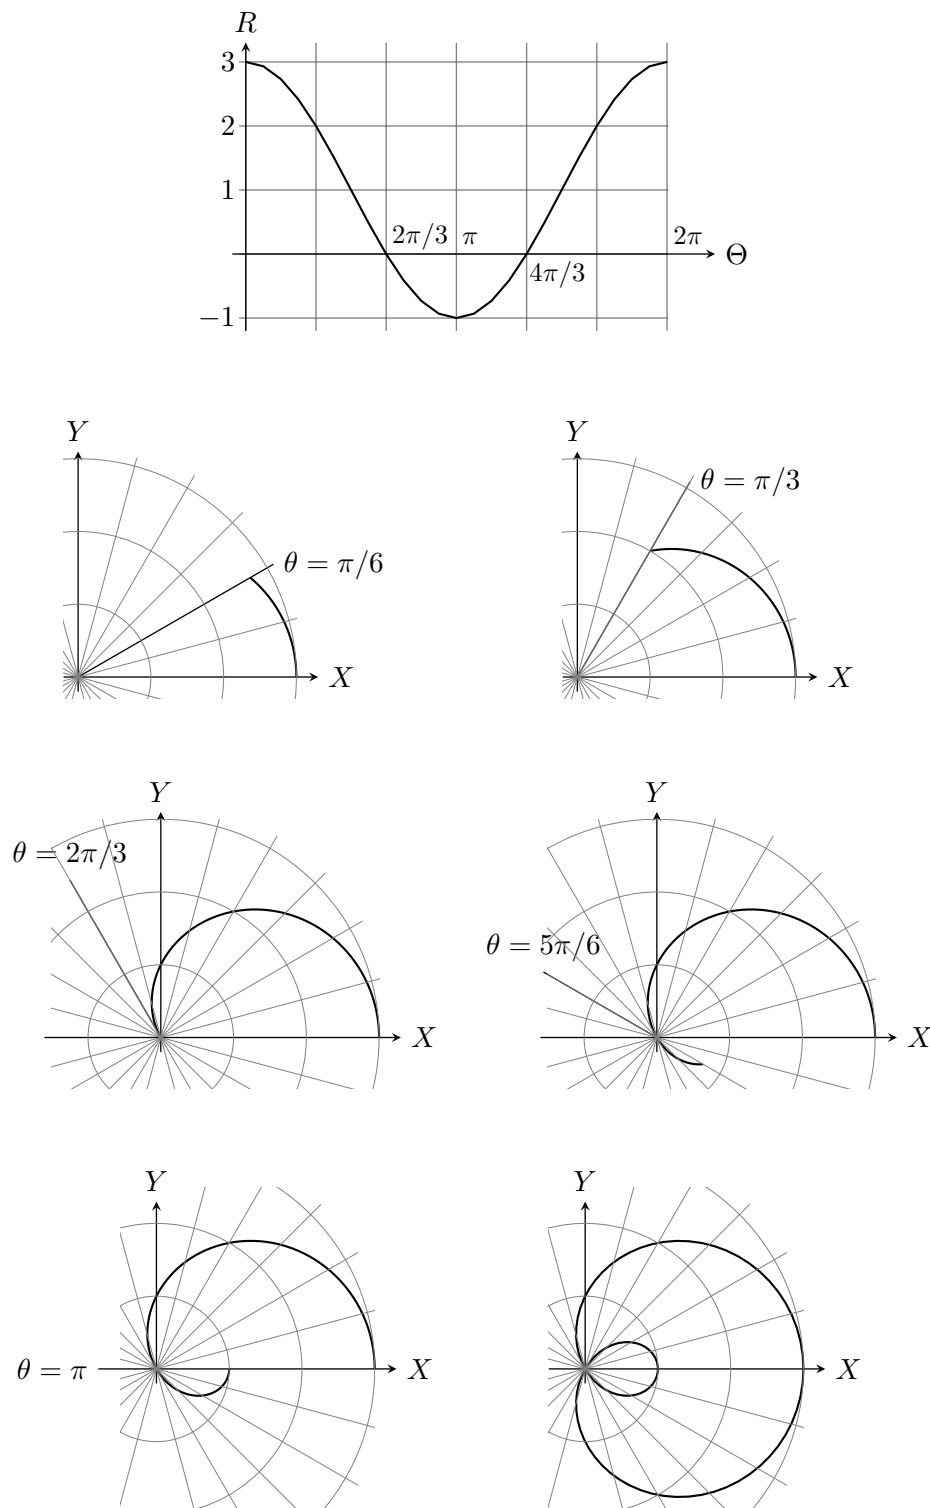 R
3
2
1
2π/3 π 2π
Θ
4π/3
−1
Y Y
θ = π/3
θ = π/6
X X
Y Y
θ = 2π/3
θ = 5π/6
X X
Y Y
θ = π X X